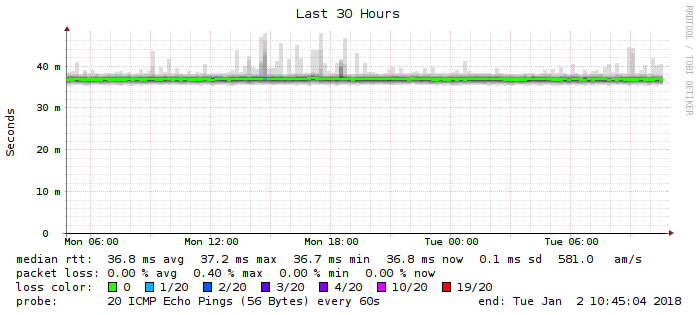 Last 30 Hours
RRDTOOL / TOBI OETIKER
Seconds
40 m
30 m
20 m
10 m
0
Mon 06:00 Mon 12:00 Mon 18:00 Tue 00:00 Tue 06:00
median rtt: 36.8 ms avg 37.2 ms max 36.7 ms min 36.8 ms now 0.1 ms sd 581.0 am/s
packet loss: 0.00 % avg 0.40 % max 0.00 % min 0.00 % now
loss color: 0 1/20 2/20 3/20 4/20 10/20 19/20
probe: 20 ICMP Echo Pings (56 Bytes) every 60s end: Tue Jan 2 10:45:04 2018